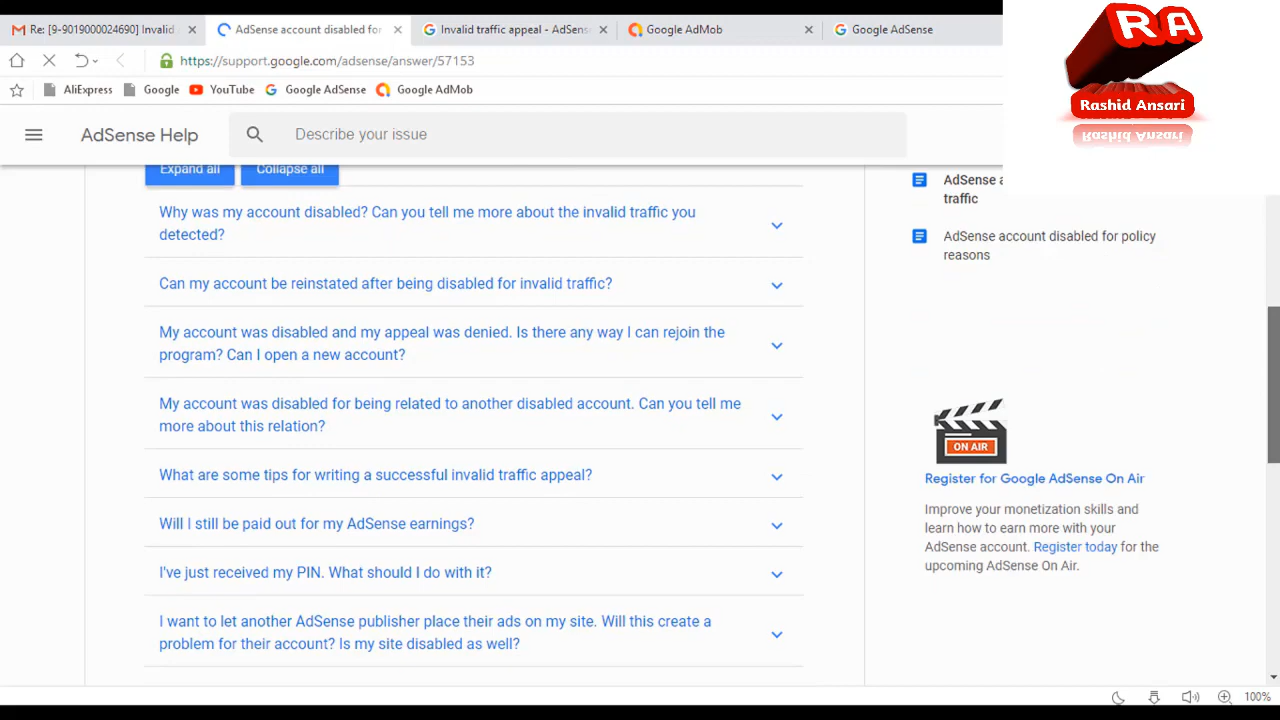 Re: [9-9019000024690] Invalid
AdSense account disabled for
Invalid traffic appeal - AdSens
Google AdMob
Google AdSense
https://support.google.com/adsense/answer/57153
AliExpress
Google
YouTube
Google AdSense
Google AdMob
AdSense Help
Describe your issue
Expand all
Collapse all
Why was my account disabled? Can you tell me more about the invalid traffic you
detected?
Can my account be reinstated after being disabled for invalid traffic?
My account was disabled and my appeal was denied. Is there any way I can rejoin the
program? Can I open a new account?
My account was disabled for being related to another disabled account. Can you tell me
more about this relation?
What are some tips for writing a successful invalid traffic appeal?
Will I still be paid out for my AdSense earnings?
I've just received my PIN. What should I do with it?
I want to let another AdSense publisher place their ads on my site. Will this create a
problem for their account? Is my site disabled as well?
RA
Rashid Ansari
Rashid Ansari
AdSense a
traffic
AdSense account disabled for policy
reasons
ON AIR
Register for Google AdSense On Air
Improve your monetization skills and
learn how to earn more with your
AdSense account. Register today for the
upcoming AdSense On Air.
100%